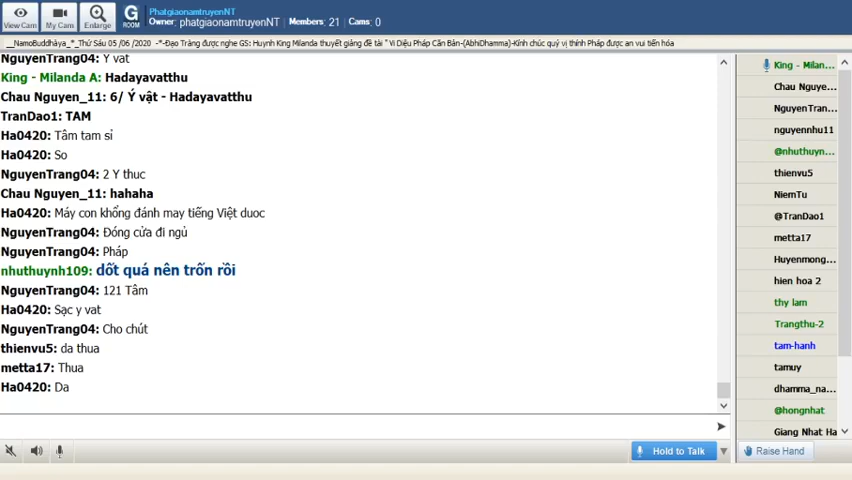 View Cam
My Cam
Enlarge
G
ROOM
PhatgiaonamtruyenNT
Owner: phatgiaonamtruyenNT Members: 21 Cams: 0
__NamoBuddhàya_*_Thứ Sáu 05 /06 /2020 -*-Đạo Tràng được nghe GS: Huynh King Milanda thuyết giảng đề tài " Vi Diệu Pháp Căn Bản-(AbhiDhamma)-Kính chúc quý vị thính Pháp được an vui tiến hóa
NguyenTrang04: Y vat
King - Milanda A: Hadayavatthu
Chau Nguyen_11: 6/ Ý vật - Hadayavatthu
TranDao1: TAM
Ha0420: Tâm tam sỉ
Ha0420: So
NguyenTrang04: 2 Y thuc
Chau Nguyen_11: hahaha
Ha0420: Máy con khổng đánh may tiếng Việt duoc
NguyenTrang04: Đóng cửa đi ngủ
NguyenTrang04: Pháp
nhuthuynh109: dốt quá nên trốn rồi
NguyenTrang04: 121 Tâm
Ha0420: Sạc y vat
NguyenTrang04: Cho chút
thienvu5: da thua
metta17: Thua
Ha0420: Da
King - Milan...
Chau Nguye...
NguyenTran...
nguyennhu11
@nhuthuyn...
thienvu5
NiemTu
@TranDao1
metta17
Huyenmong...
hien hoa 2
thy lam
Trangthu-2
tam-hanh
tamuy
dhamma_na...
@hongnhat
Giang Nhat Ha
Hold to Talk
Raise Hand